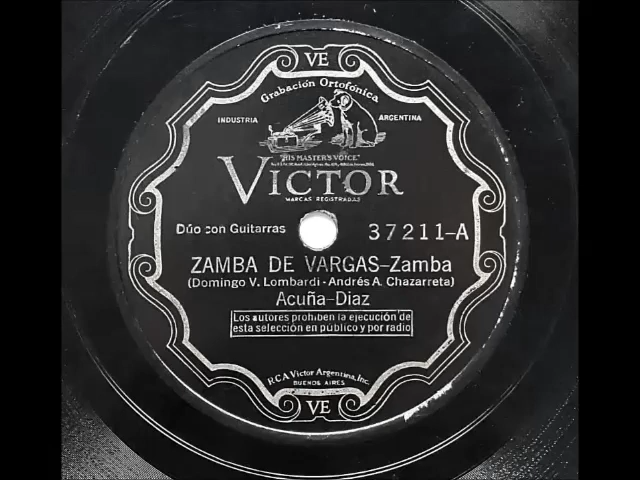 VE
Grabación Ortofónica
INDUSTRIA ARGENTINA
"HIS MASTER'S VOICE"
VICTOR
MARCAS REGISTRADAS
Dúo con Guitarras 37211-A
ZAMBA DE VARGAS-Zamba
(Domingo V. Lombardi - Andrés A. Chazarreta)
Acuña-Diaz
Los autores prohiben la ejecución de
esta selección en público y por radio
RCA Victor Argentina, Inc.
BUENOS AIRES
VE